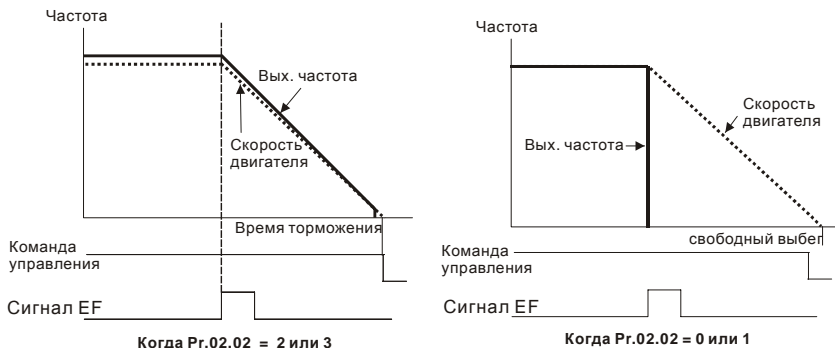 Частота
Вых. частота
Скорость
двигателя
Время торможения
Команда
управления
Сигнал EF
Когда Pr.02.02 = 2 или 3
Частота
Скорость
двигателя
Вых. частота
свободный выбег
Команда
управления
Сигнал EF
Когда Pr.02.02 = 0 или 1